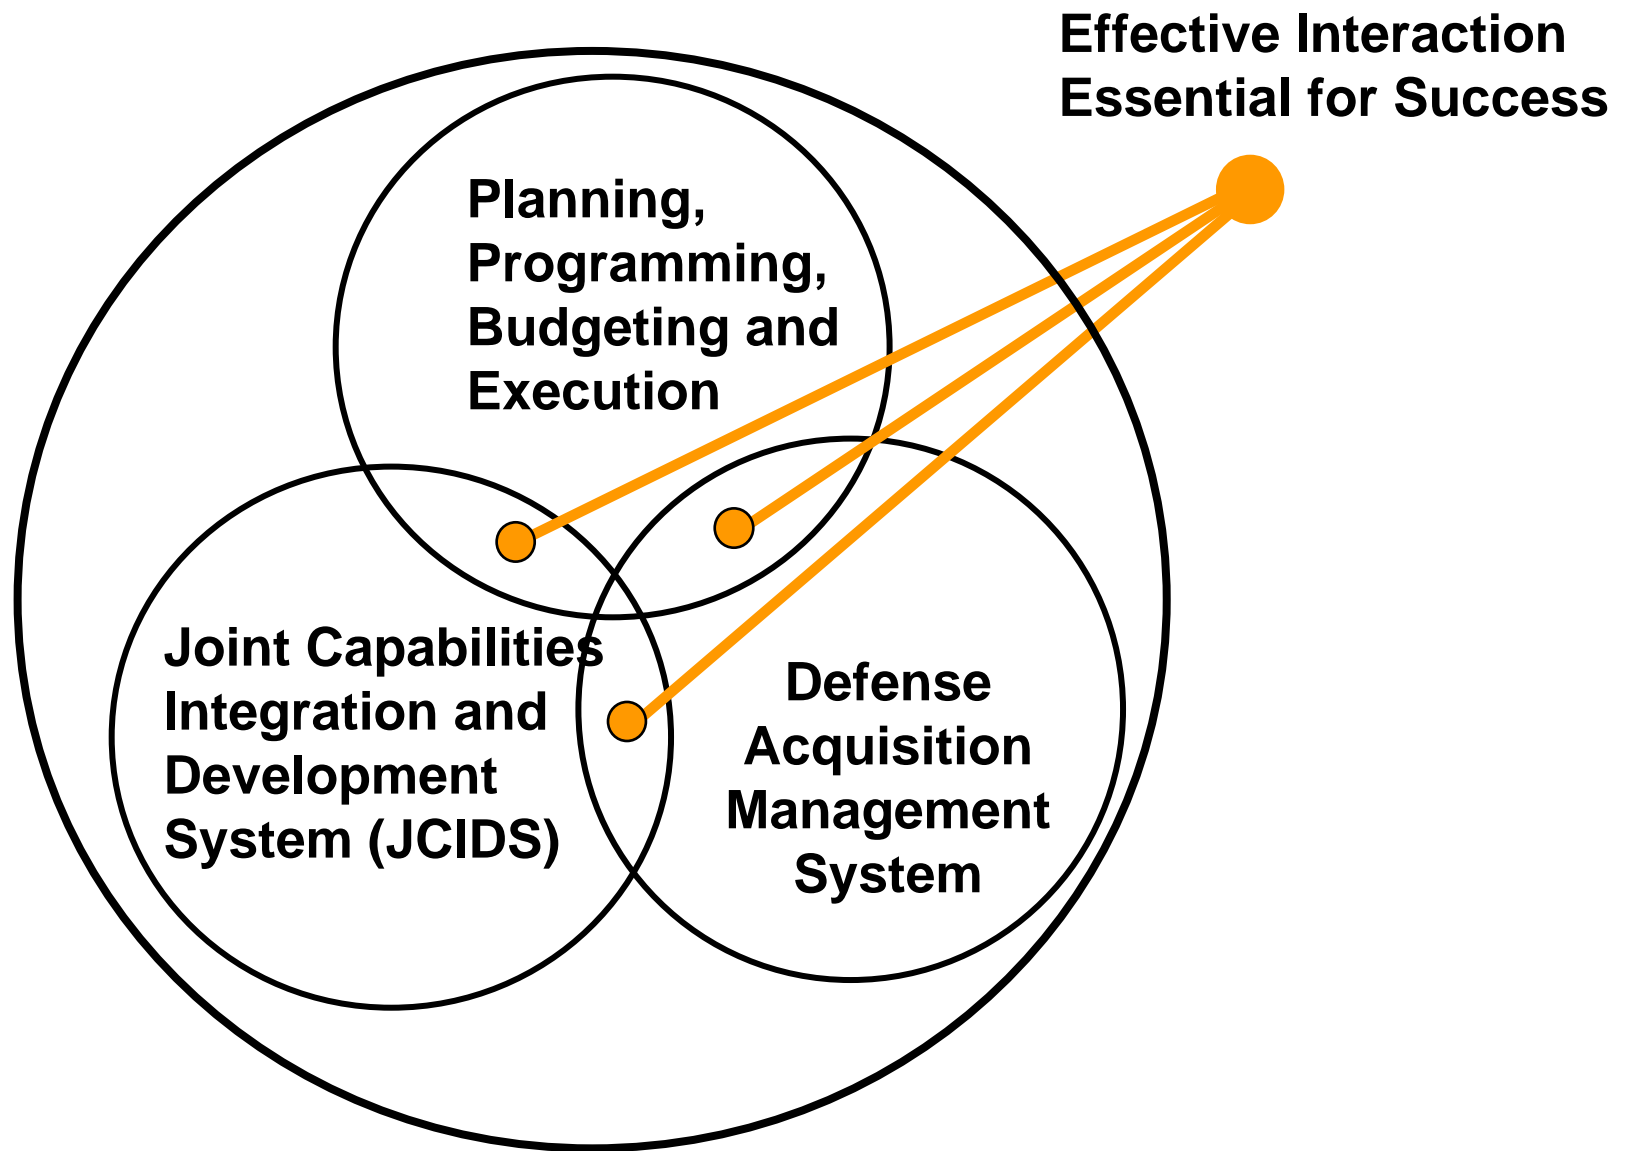 Effective Interaction
Essential for Success
Planning,
Programming,
Budgeting and
Execution
Joint Capabilities
Integration and
Development
System (JCIDS)
Defense
Acquisition
Management
System